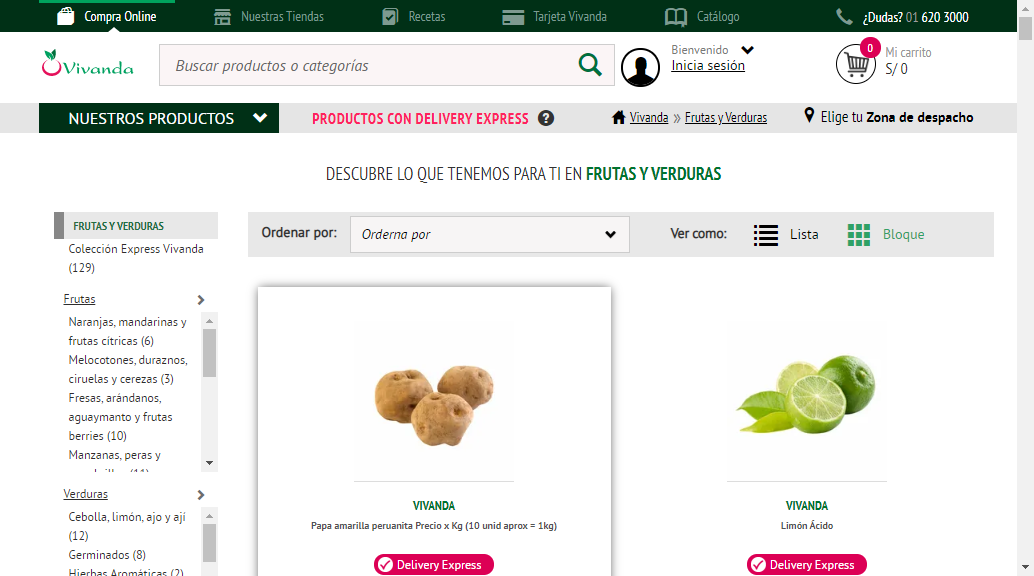 Compra Online
Nuestras Tiendas
Recetas
Tarjeta Vivanda
Catálogo
¿Dudas? 01 620 3000
Vivanda
Buscar productos o categorías
Bienvenido
Inicia sesión
0
Mi carrito
S/ 0
NUESTROS PRODUCTOS
PRODUCTOS CON DELIVERY EXPRESS ?
Vivanda » Frutas y Verduras
Elige tu Zona de despacho
DESCUBRE LO QUE TENEMOS PARA TI EN FRUTAS Y VERDURAS
FRUTAS Y VERDURAS
Colección Express Vivanda
(129)
Frutas
Naranjas, mandarinas y
frutas cítricas (6)
Melocotones, duraznos,
ciruelas y cerezas (3)
Fresas, arándanos,
aguaymanto y frutas
berries (10)
Manzanas, peras y
Verduras
Cebolla, limón, ajo y ají
(12)
Germinados (8)
Hierbas Aromáticas (2)
Ordenar por:
Orderna por
Ver como:
Lista
Bloque
VIVANDA
Papa amarilla peruanita Precio x Kg (10 unid aprox = 1kg)
Delivery Express
VIVANDA
Limón Ácido
Delivery Express